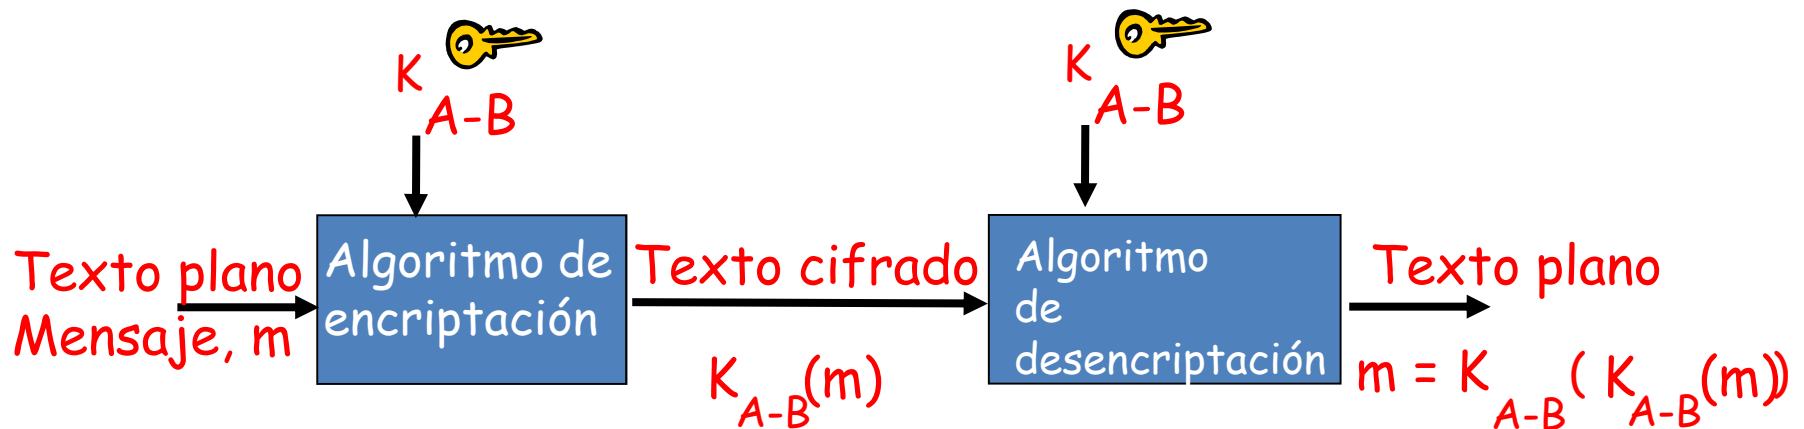 K
A-B
K
A-B
Texto plano
Mensaje, m
Algoritmo de
encriptación
Texto cifrado
K
A-B
(m)
Algoritmo
de
desencriptación
Texto plano
m = K
A-B
( K
A-B
(m))